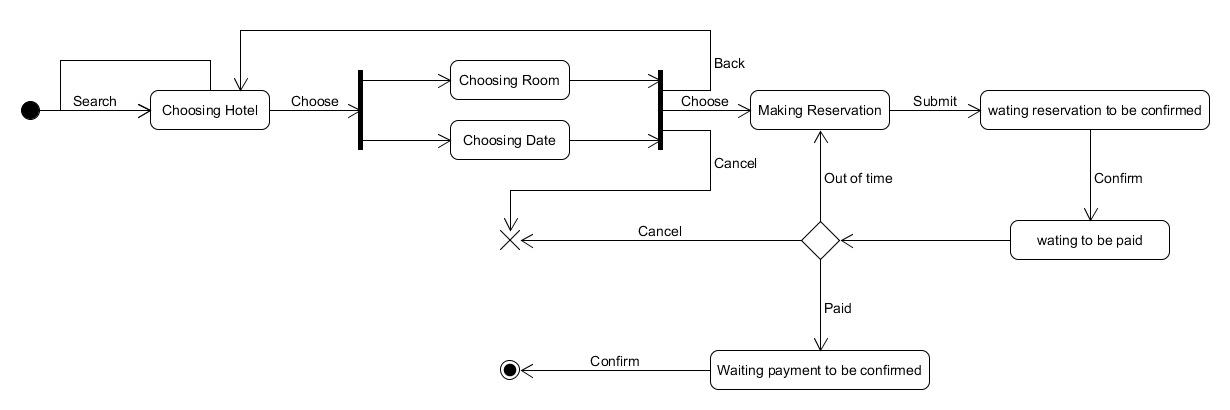 Back
Search
Choosing Hotel
Choose
Choosing Room
Choosing Date
Choose
Making Reservation
Submit
wating reservation to be confirmed
Cancel
Out of time
Confirm
Cancel
wating to be paid
Paid
Confirm
Waiting payment to be confirmed